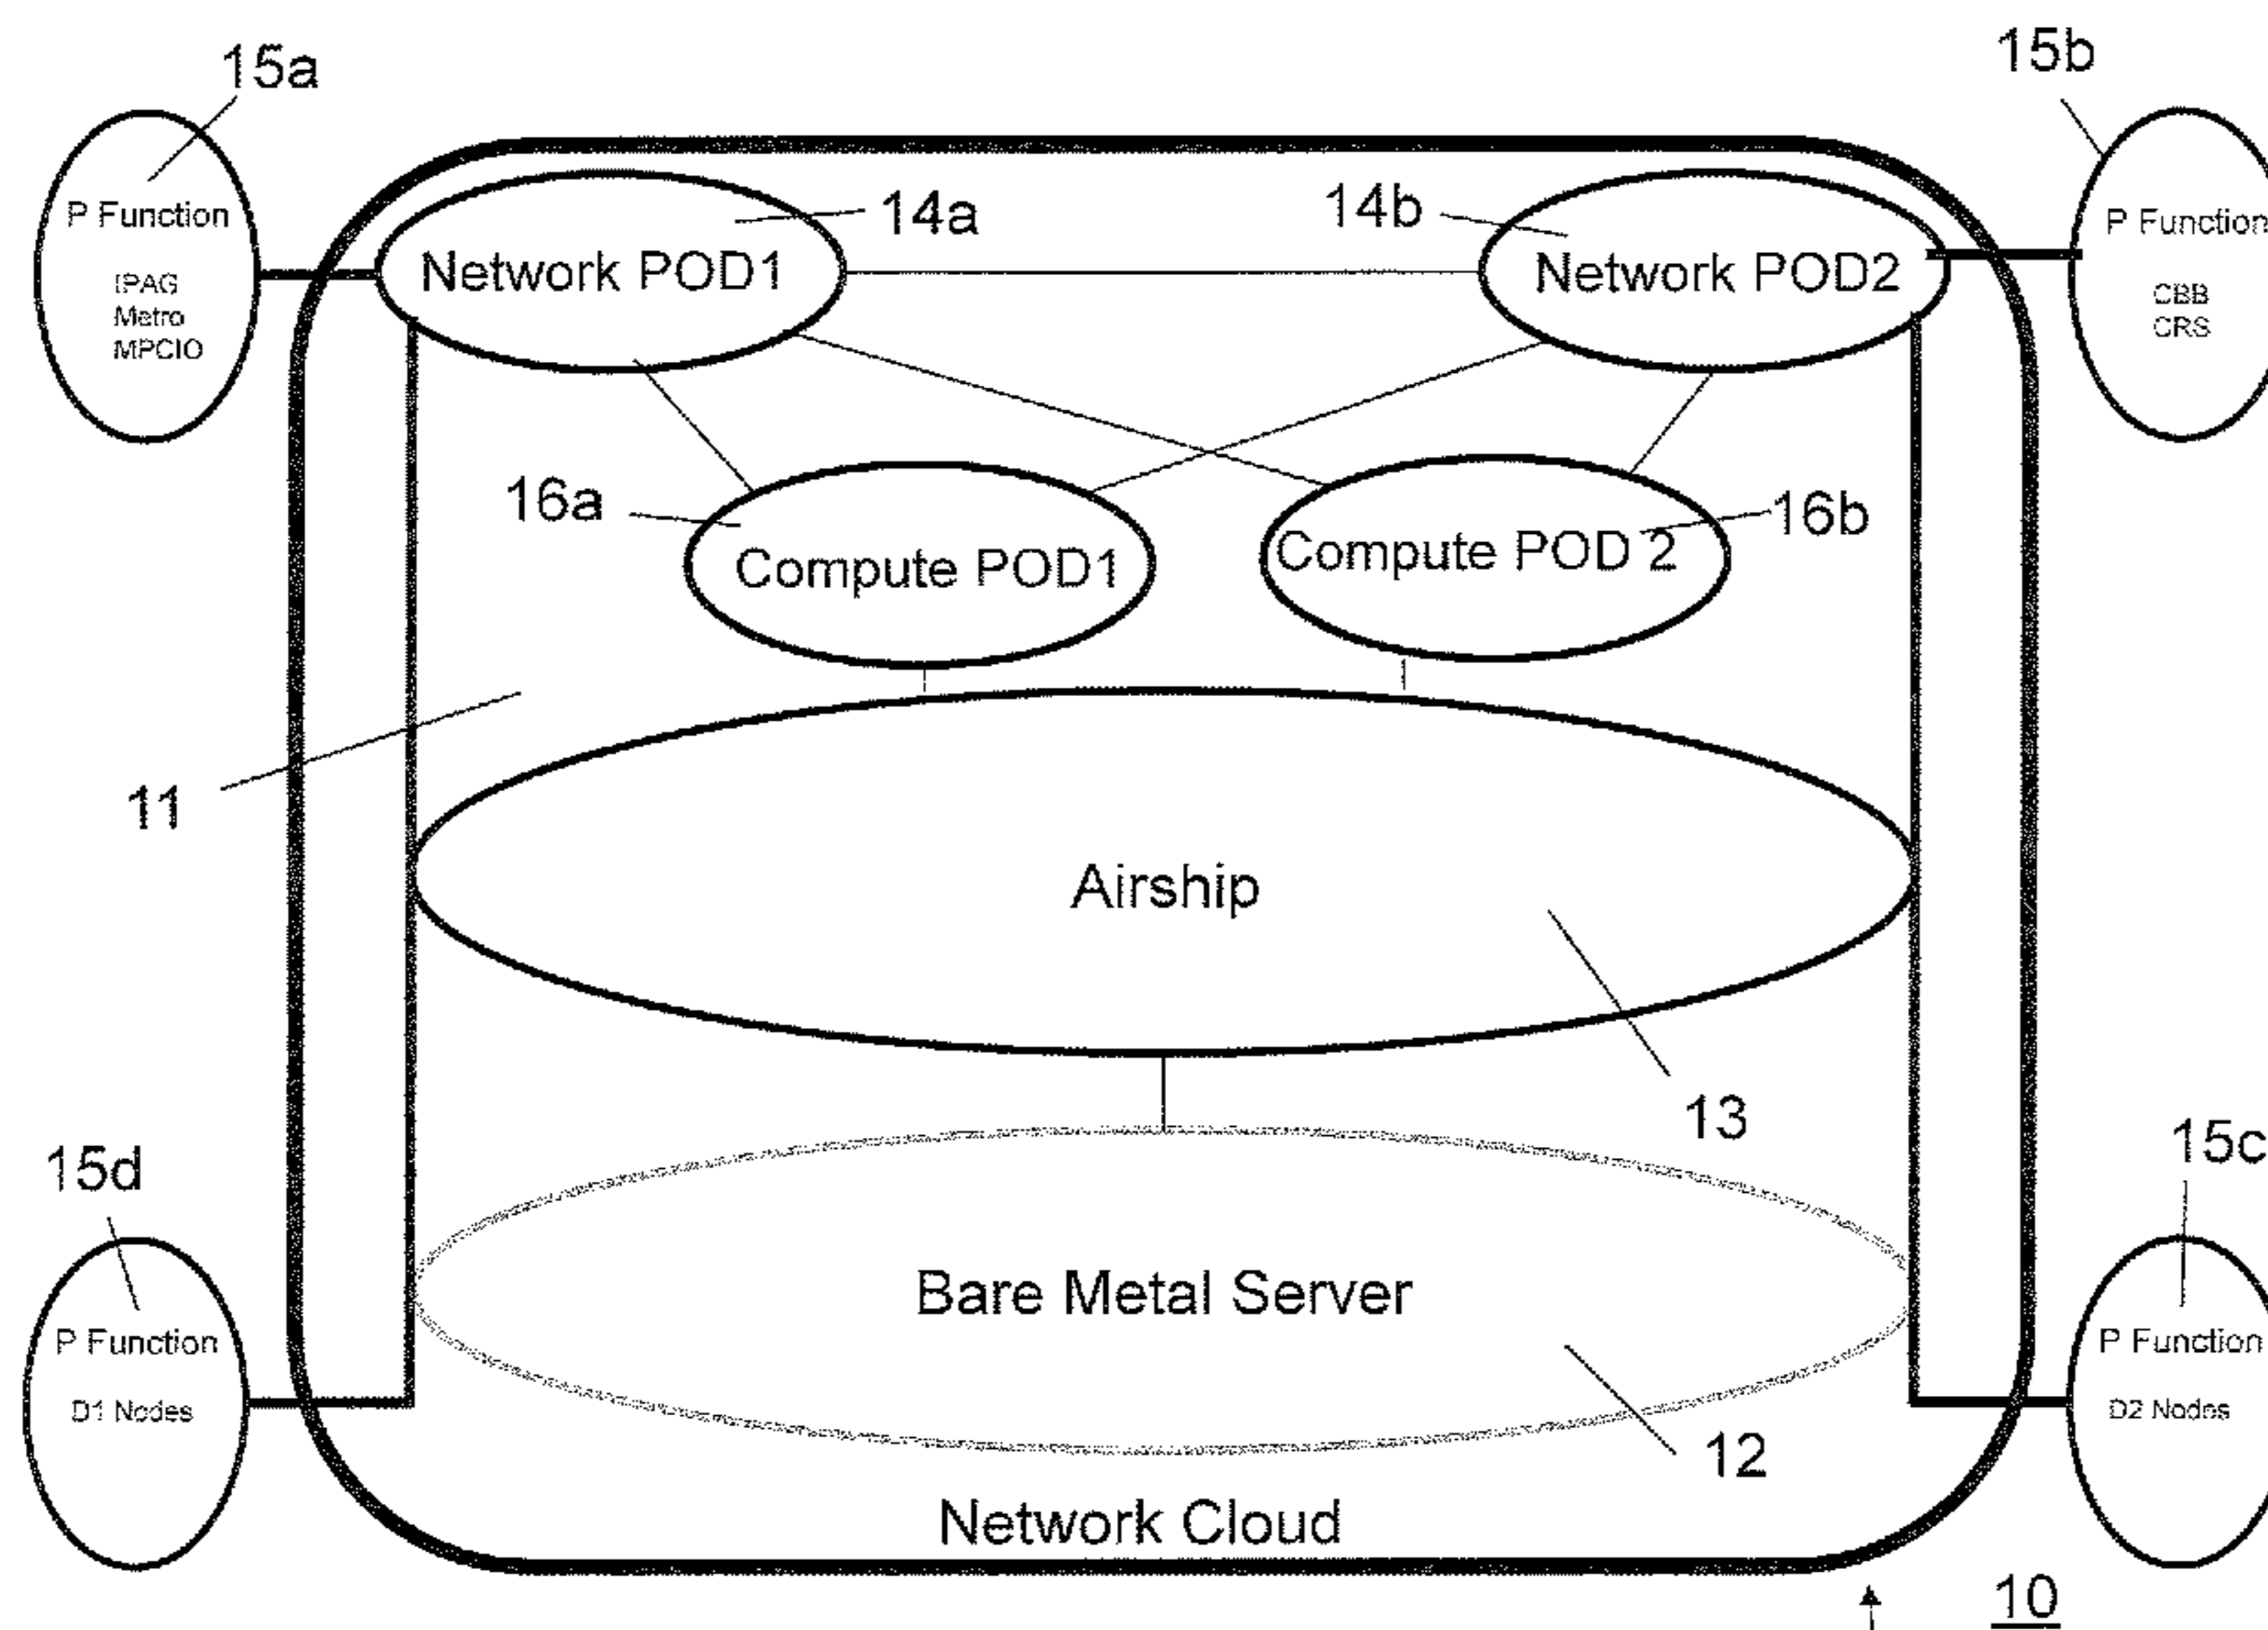 15a
15b
P Function
IPAG
Metro
MPCIO
14a
14b
P Function
CBB
CRS
Network POD1
Network POD2
16a
16b
Compute POD1
Compute POD 2
11
Airship
13
15d
15c
Bare Metal Server
P Function
D1 Nodes
P Function
D2 Nodes
12
Network Cloud
10